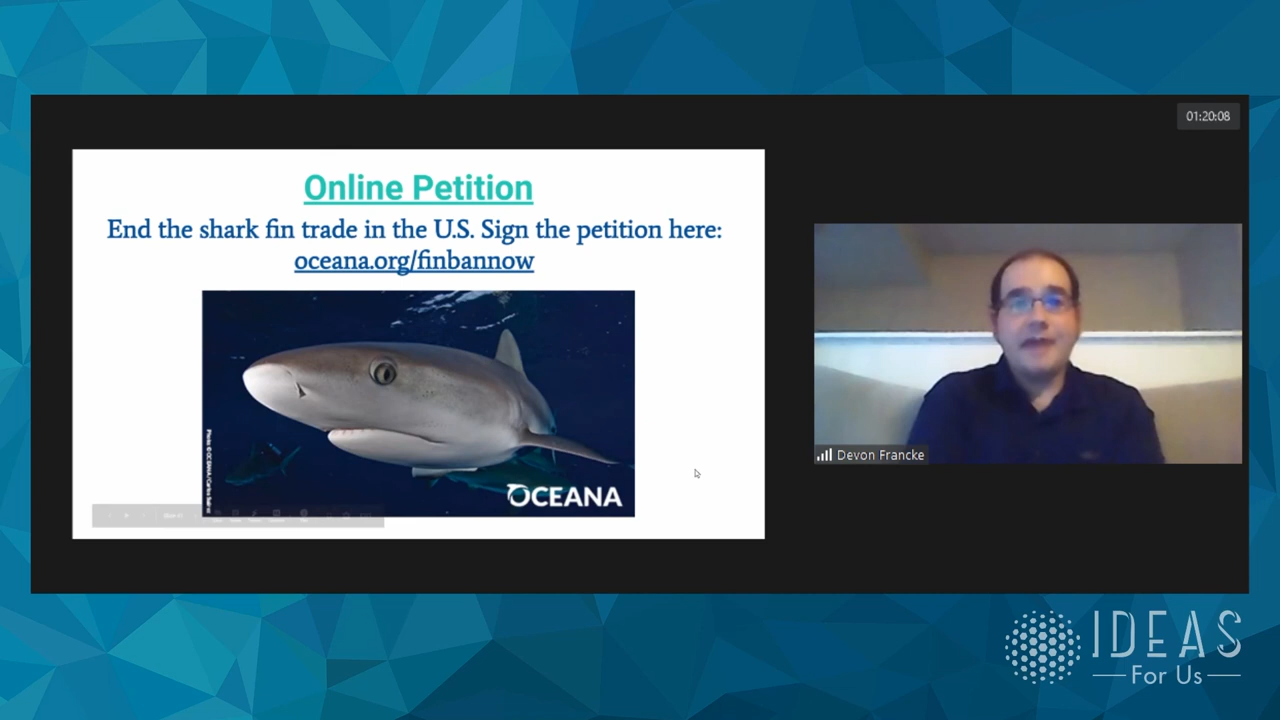 01:20:08
Online Petition
End the shark fin trade in the U.S. Sign the petition here:
oceana.org/finbannow
OCEANA
Devon Francke
IDEAS
For Us